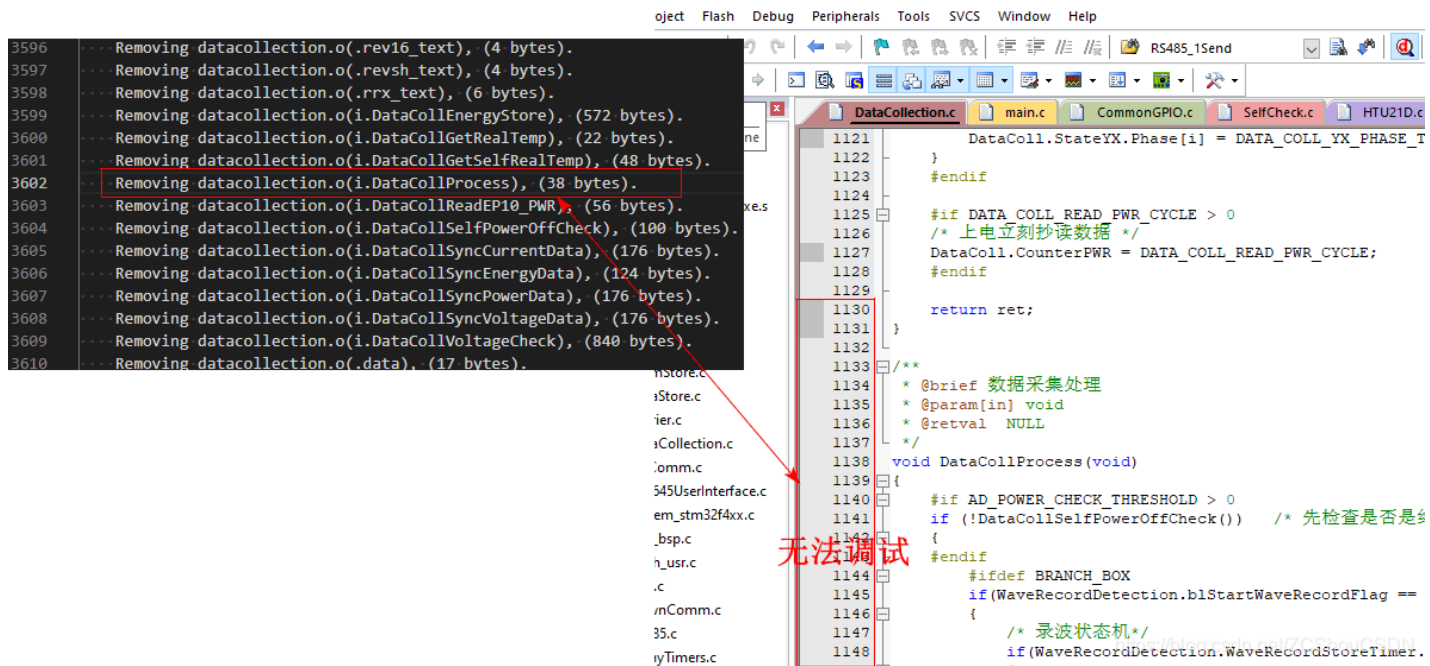 oject Flash Debug Peripherals Tools SVCS Window Help
RS485_1Send
3596 Removing datacollection.o(.rev16_text), (4 bytes).
3597 Removing datacollection.o(.revsh_text), (4 bytes).
3598 Removing datacollection.o(.rrx_text), (6 bytes).
3599 Removing datacollection.o(i.DataCollEnergyStore), (572 bytes).
3600 Removing datacollection.o(i.DataCollGetRealTemp), (22 bytes).
3601 Removing datacollection.o(i.DataCollGetSelfRealTemp), (48 bytes).
3602 Removing datacollection.o(i.DataCollProcess), (38 bytes).
3603 Removing datacollection.o(i.DataCollReadEP10_PWR), (56 bytes).
3604 Removing datacollection.o(i.DataCollSelfPowerOffCheck), (100 bytes).
3605 Removing datacollection.o(i.DataCollSyncCurrentData), (176 bytes).
3606 Removing datacollection.o(i.DataCollSyncEnergyData), (124 bytes).
3607 Removing datacollection.o(i.DataCollSyncPowerData), (176 bytes).
3608 Removing datacollection.o(i.DataCollSyncVoltageData), (176 bytes).
3609 Removing datacollection.o(i.DataCollVoltageCheck), (840 bytes).
3610 Removing datacollection.o(.data), (17 bytes).
ne
xe.s
mStore.c
aStore.c
ier.c
aCollection.c
Comm.c
645UserInterface.c
em_stm32f4xx.c
_bsp.c
h_usr.c
.c
vnComm.c
35.c
yTimers.c
DataCollection.c main.c CommonGPIO.c SelfCheck.c HTU21D.c
1121 DataColl.StateYX.Phase[i] = DATA_COLL_YX_PHASE_T
1122 }
1123 #endif
1124
1125 #if DATA_COLL_READ_PWR_CYCLE > 0
1126 /* 上电立刻抄读数据 */
1127 DataColl.CounterPWR = DATA_COLL_READ_PWR_CYCLE;
1128 #endif
1129
1130 return ret;
1131 }
1132
1133 /**
1134 * @brief 数据采集处理
1135 * @param[in] void
1136 * @retval NULL
1137 */
1138 void DataCollProcess(void)
1139 {
1140 #if AD_POWER_CHECK_THRESHOLD > 0
1141 if (!DataCollSelfPowerOffCheck()) /* 先检查是否是
1142 {
1143 #endif
1144 #ifdef BRANCH_BOX
1145 if(WaveRecordDetection.blStartWaveRecordFlag ==
1146 {
1147 /* 录波状态机*/
1148 if(WaveRecordDetection.WaveRecordStoreTimer.
无法调试